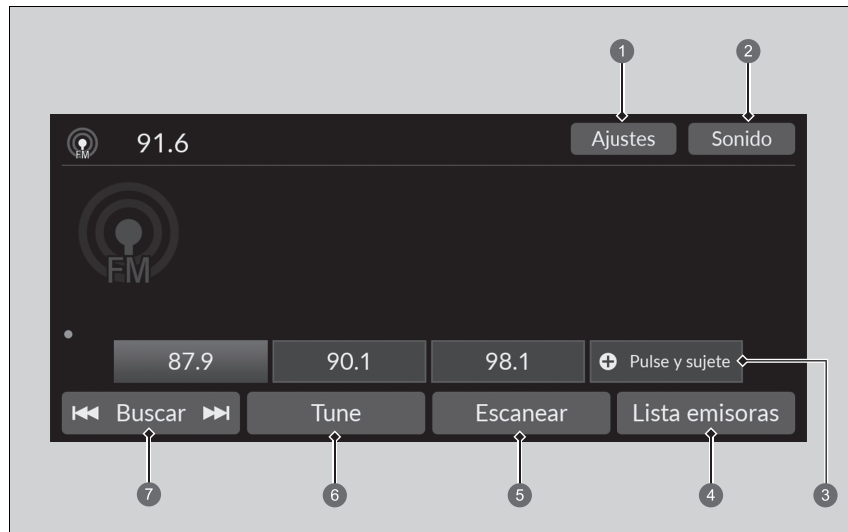 1 2
FM 91.6 Ajustes Sonido
FM
87.9 90.1 98.1 Pulse y sujete
Buscar Tune Escanear Lista emisoras
7 6 5 4 3